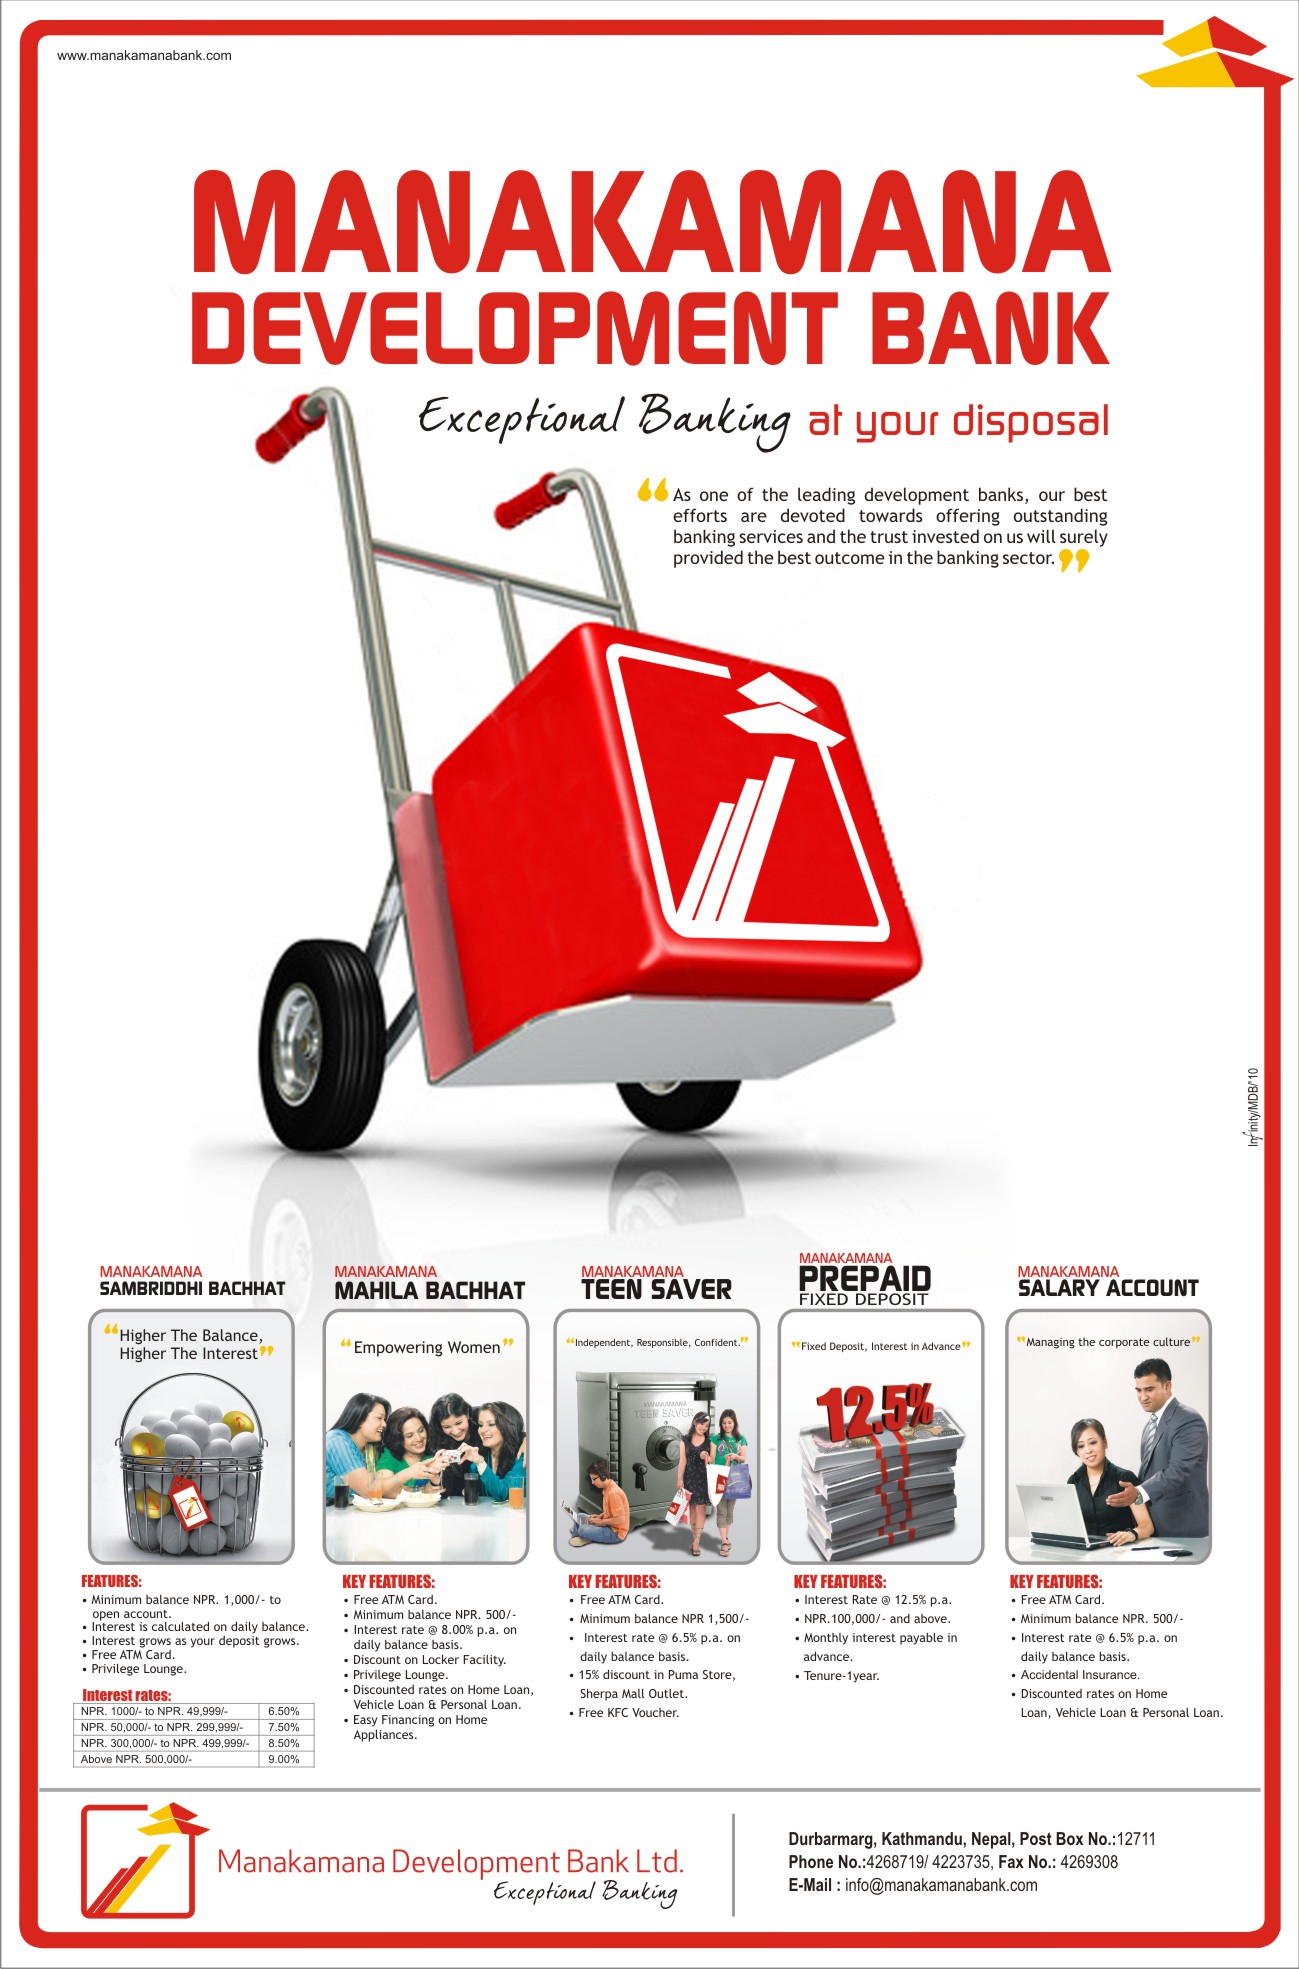 www.manakamanabank.com
MANAKAMANA
DEVELOPMENT BANK
Exceptional Banking at your disposal
“As one of the leading development banks, our best
efforts are devoted towards offering outstanding
banking services and the trust invested on us will surely
provided the best outcome in the banking sector.”
Infinity/MDB/'10
MANAKAMANA
SAMBRIDDHI BACHHAT
“Higher The Balance,
Higher The Interest”
FEATURES:
• Minimum balance NPR. 1,000/- to
open account.
• Interest is calculated on daily balance.
• Interest grows as your deposit grows.
• Free ATM Card.
• Privilege Lounge.
Interest rates:
NPR. 1000/- to NPR. 49,999/- 6.50%
NPR. 50,000/- to NPR. 299,999/- 7.50%
NPR. 300,000/- to NPR. 499,999/- 8.50%
Above NPR. 500,000/- 9.00%
MANAKAMANA
MAHILA BACHHAT
“Empowering Women”
KEY FEATURES:
• Free ATM Card.
• Minimum balance NPR. 500/-
• Interest rate @ 8.00% p.a. on
daily balance basis.
• Discount on Locker Facility.
• Privilege Lounge.
• Discounted rates on Home Loan,
Vehicle Loan & Personal Loan.
• Easy Financing on Home
Appliances.
MANAKAMANA
TEEN SAVER
“Independent, Responsible, Confident.”
MANAKAMANA
TEEN SAVER
KEY FEATURES:
• Free ATM Card.
• Minimum balance NPR 1,500/-
• Interest rate @ 6.5% p.a. on
daily balance basis.
• 15% discount in Puma Store,
Sherpa Mall Outlet.
• Free KFC Voucher.
MANAKAMANA
PREPAID
FIXED DEPOSIT
“Fixed Deposit, Interest in Advance”
12.5%
KEY FEATURES:
• Interest Rate @ 12.5% p.a.
• NPR.100,000/- and above.
• Monthly interest payable in
advance.
• Tenure-1year.
MANAKAMANA
SALARY ACCOUNT
“Managing the corporate culture”
KEY FEATURES:
• Free ATM Card.
• Minimum balance NPR. 500/-
• Interest rate @ 6.5% p.a. on
daily balance basis.
• Accidental Insurance.
• Discounted rates on Home
Loan, Vehicle Loan & Personal Loan.
Manakamana Development Bank Ltd.
Exceptional Banking
Durbarmarg, Kathmandu, Nepal, Post Box No.:12711
Phone No.:4268719/ 4223735, Fax No.: 4269308
E-Mail : info@manakamanabank.com